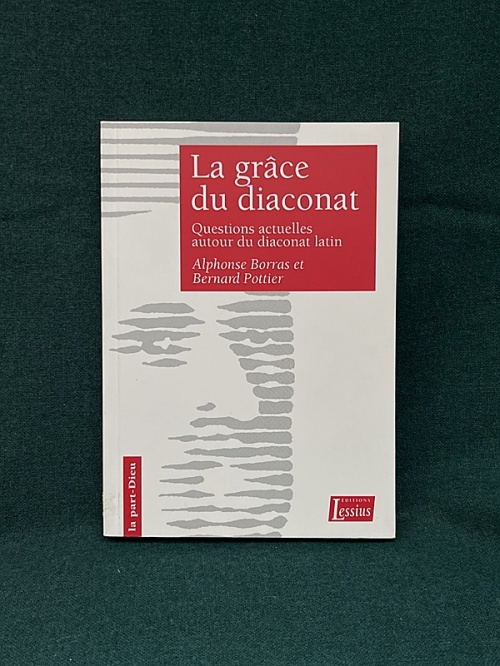 La grâce
du diaconat
Questions actuelles
autour du diaconat latin
Alphonse Borras et
Bernard Pottier
la part-Dieu
EDITIONS
Lessius